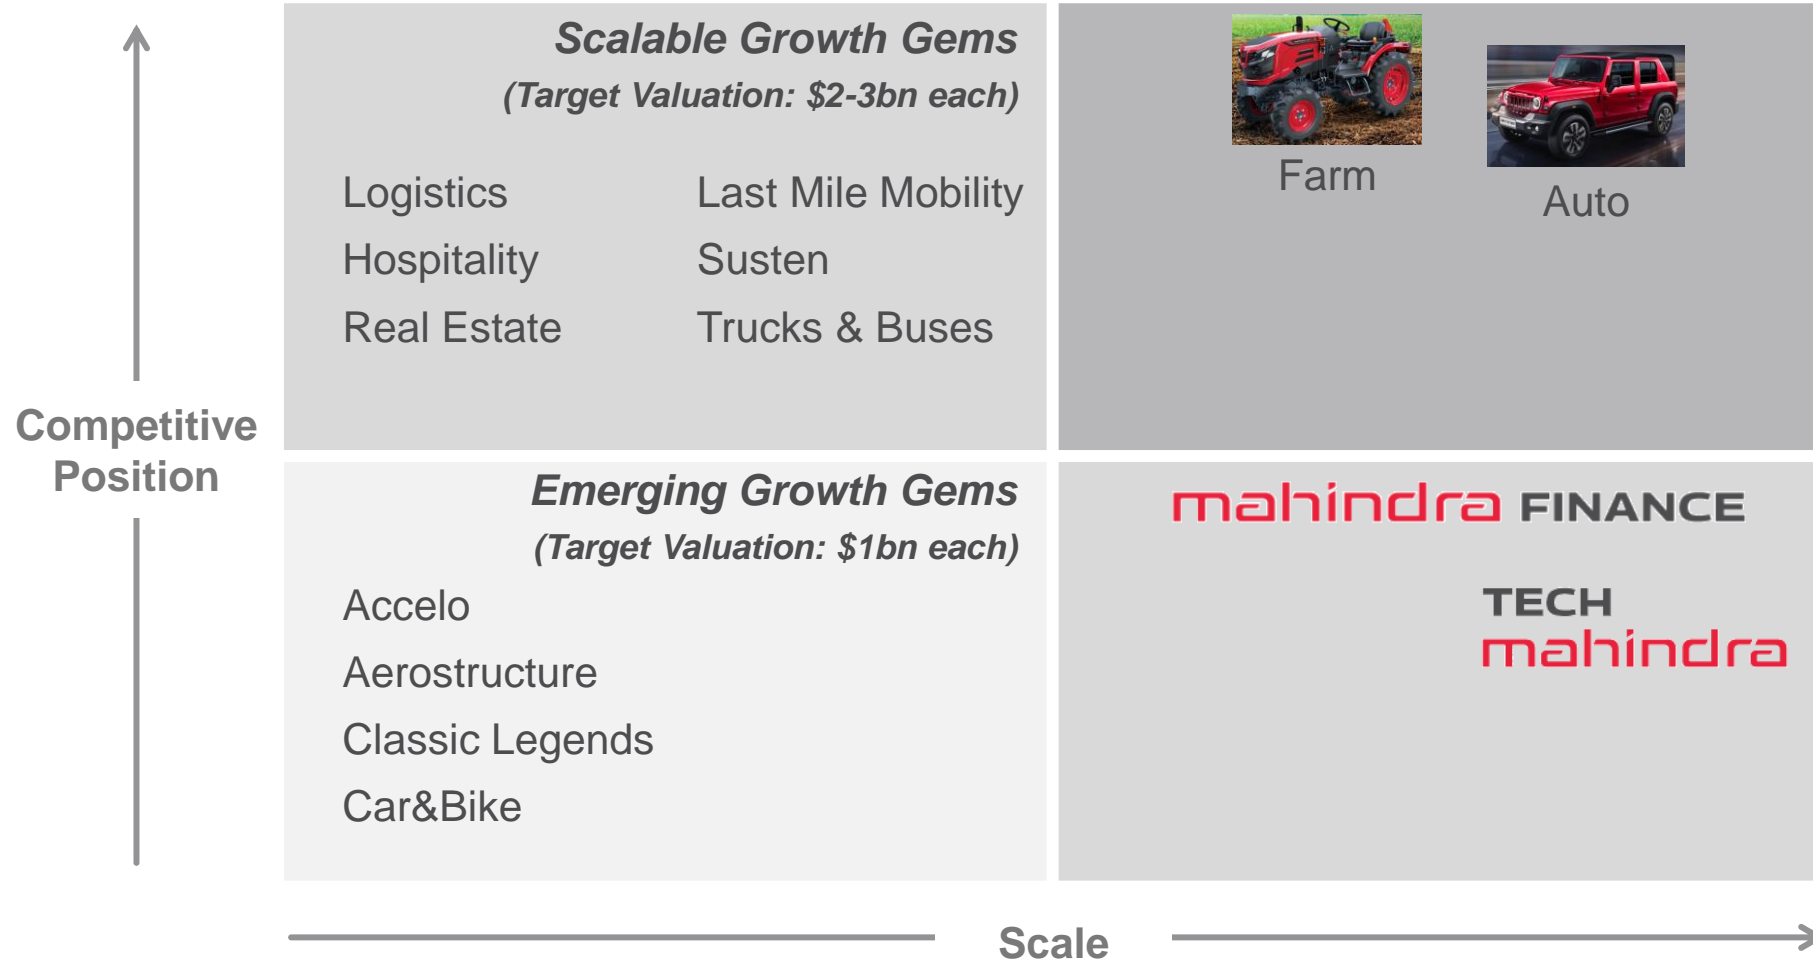 Scalable Growth Gems
(Target Valuation: $2-3bn each)
Logistics
Last Mile Mobility
Hospitality
Susten
Real Estate
Trucks & Buses
Farm
Auto
Competitive
Position
Emerging Growth Gems
(Target Valuation: $1bn each)
Accelo
Aerostructure
Classic Legends
Car&Bike
mahindra FINANCE
TECH
mahindra
Scale